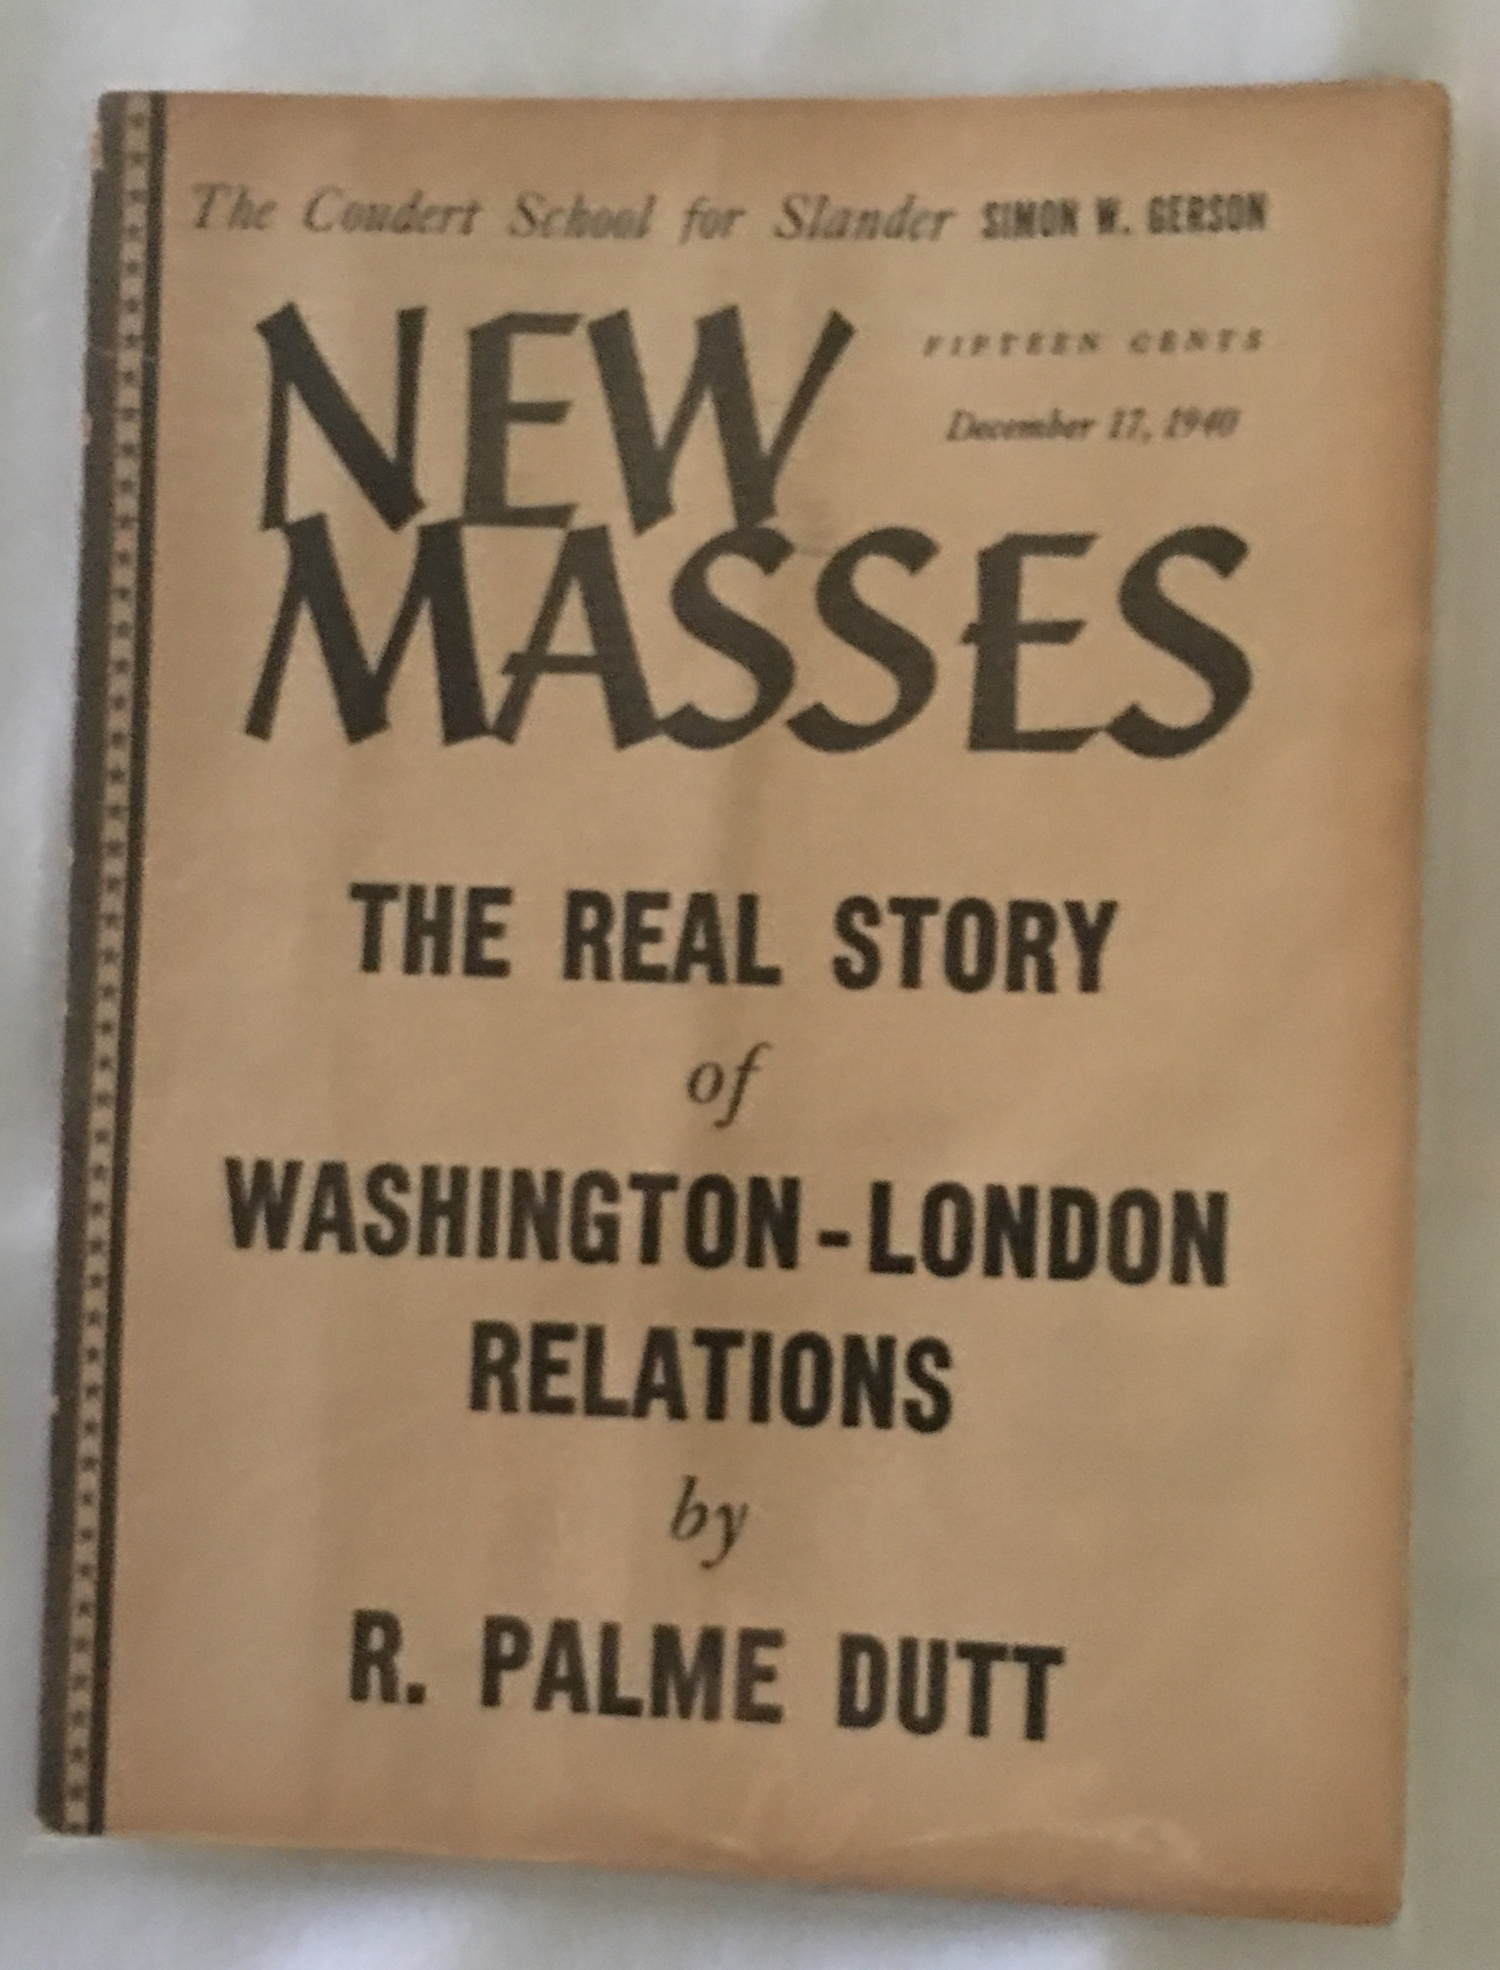 The Coudert School for Slander SIMON W. GERSON
NEW
FIFTEEN CENTS
December 17, 1940
MASSES
THE REAL STORY
of
WASHINGTON-LONDON
RELATIONS
by
R. PALME DUTT